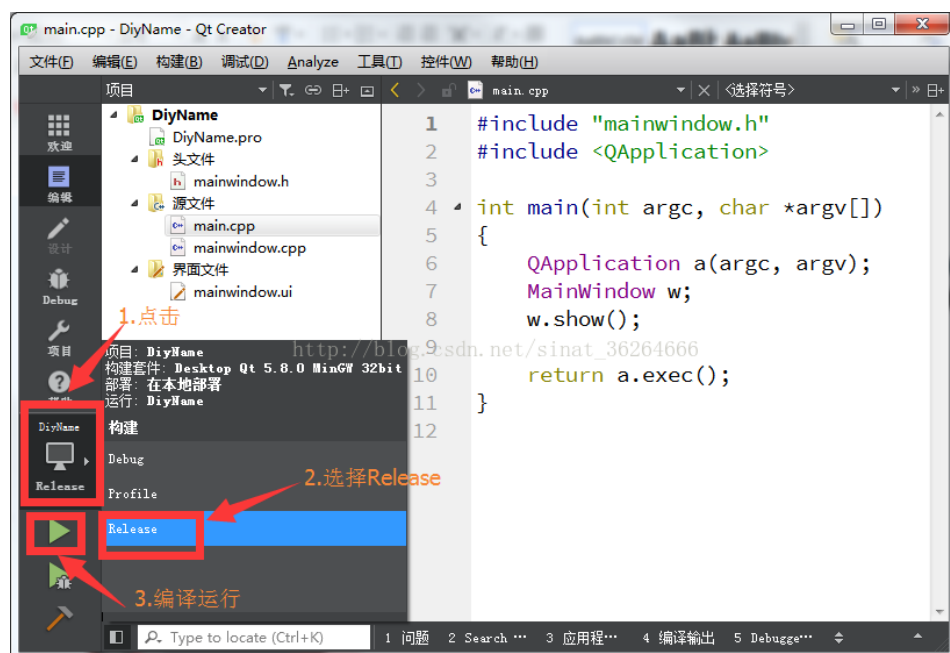 main.cpp - DiyName - Qt Creator
文件(F) 编辑(E) 构建(B) 调试(D) Analyze 工具(T) 控件(W) 帮助(H)
项目
main.cpp
<选择符号>
欢迎
编辑
设计
Debug
项目
DiyName
DiyName.pro
头文件
mainwindow.h
源文件
main.cpp
mainwindow.cpp
界面文件
mainwindow.ui
1 #include "mainwindow.h"
2 #include <QApplication>
3
4 int main(int argc, char *argv[])
5 {
6 QApplication a(argc, argv);
7 MainWindow w;
8 w.show();
9
10 return a.exec();
11 }
12
http://blog.csdn.net/sinat_36264666
1.点击
项目: DiyName
构建套件: Desktop Qt 5.8.0 MinGW 32bit
部署: 在本地部署
运行: DiyName
DiyName
Release
构建
Debug
Profile
Release
2.选择Release
3.编译运行
Type to locate (Ctrl+K)
1 问题 2 Search ··· 3 应用程··· 4 编译输出 5 Debugge···